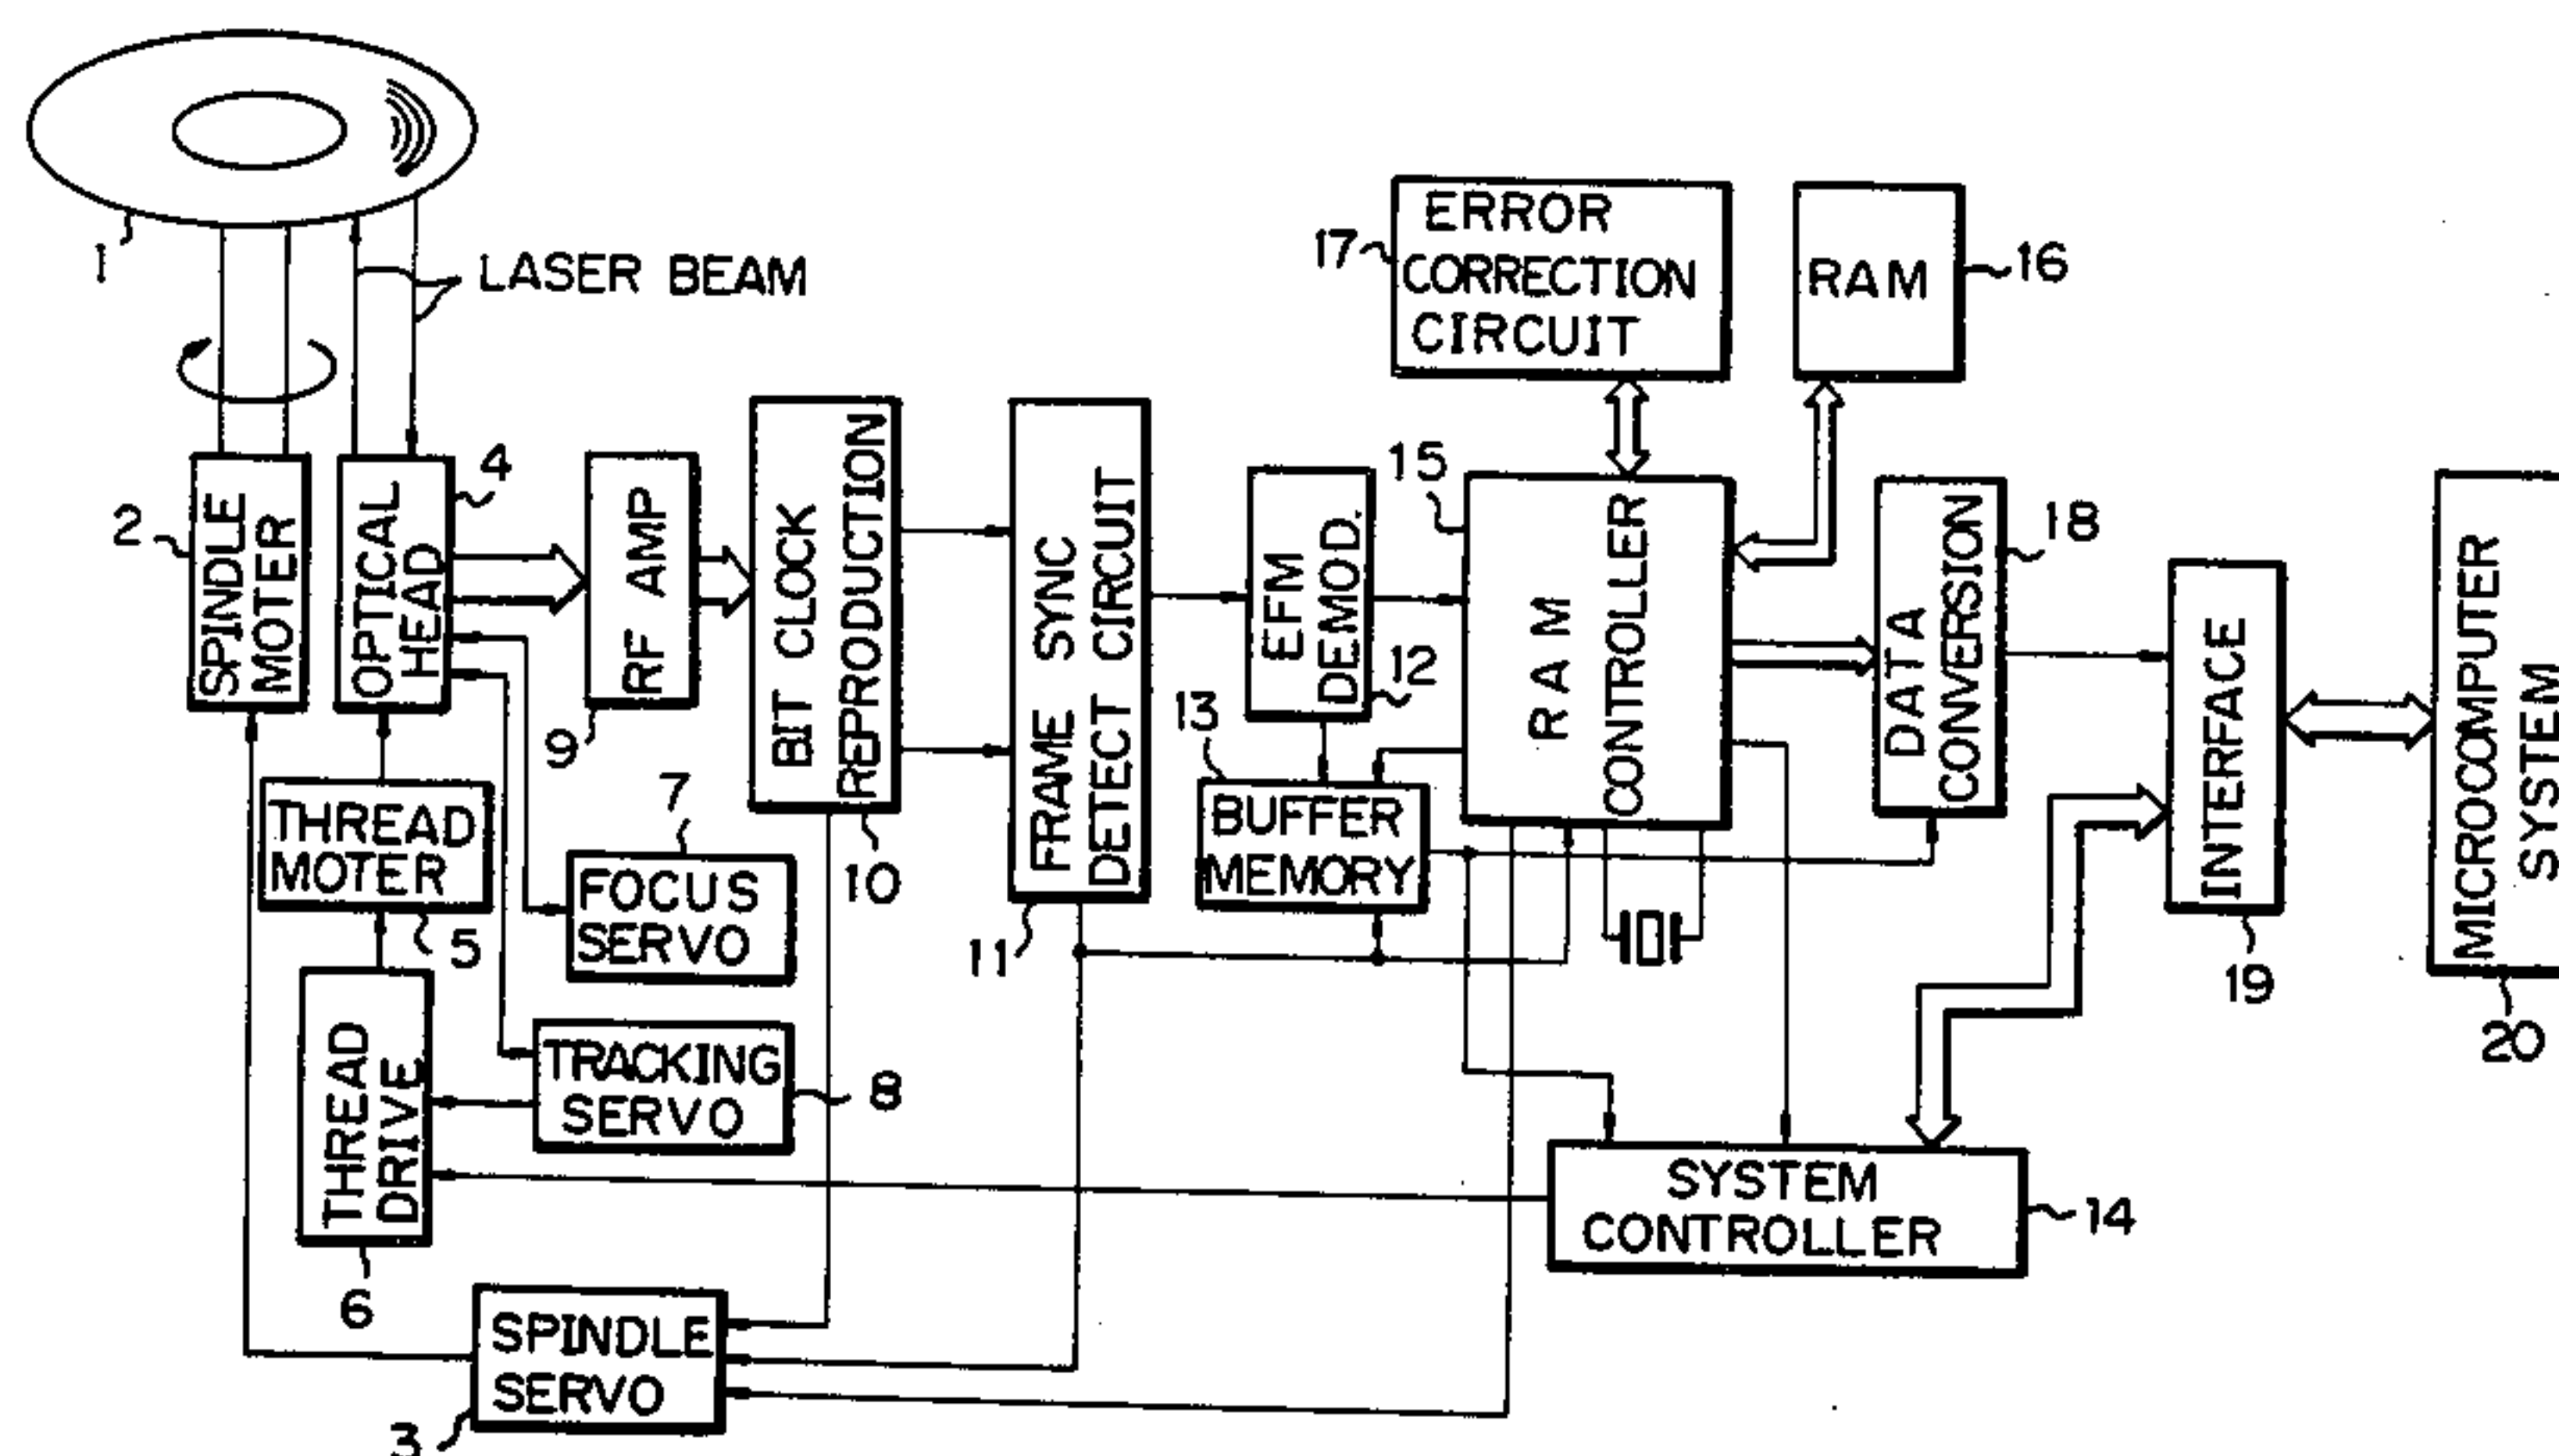 1
LASER BEAM
2
SPINDLE
MOTER
OPTICAL
HEAD
4
RF AMP
9
BIT CLOCK
REPRODUCTION
10
FRAME SYNC
DETECT CIRCUIT
11
EFM
DEMOD.
12
13
BUFFER
MEMORY
15
RAM
CONTROLLER
17
ERROR
CORRECTION
CIRCUIT
RAM
16
DATA
CONVERSION
18
INTERFACE
19
MICROCOMPUTER
SYSTEM
20
THREAD
MOTER
5
7
FOCUS
SERVO
THREAD
DRIVE
6
TRACKING
SERVO
8
SYSTEM
CONTROLLER
14
SPINDLE
SERVO
3